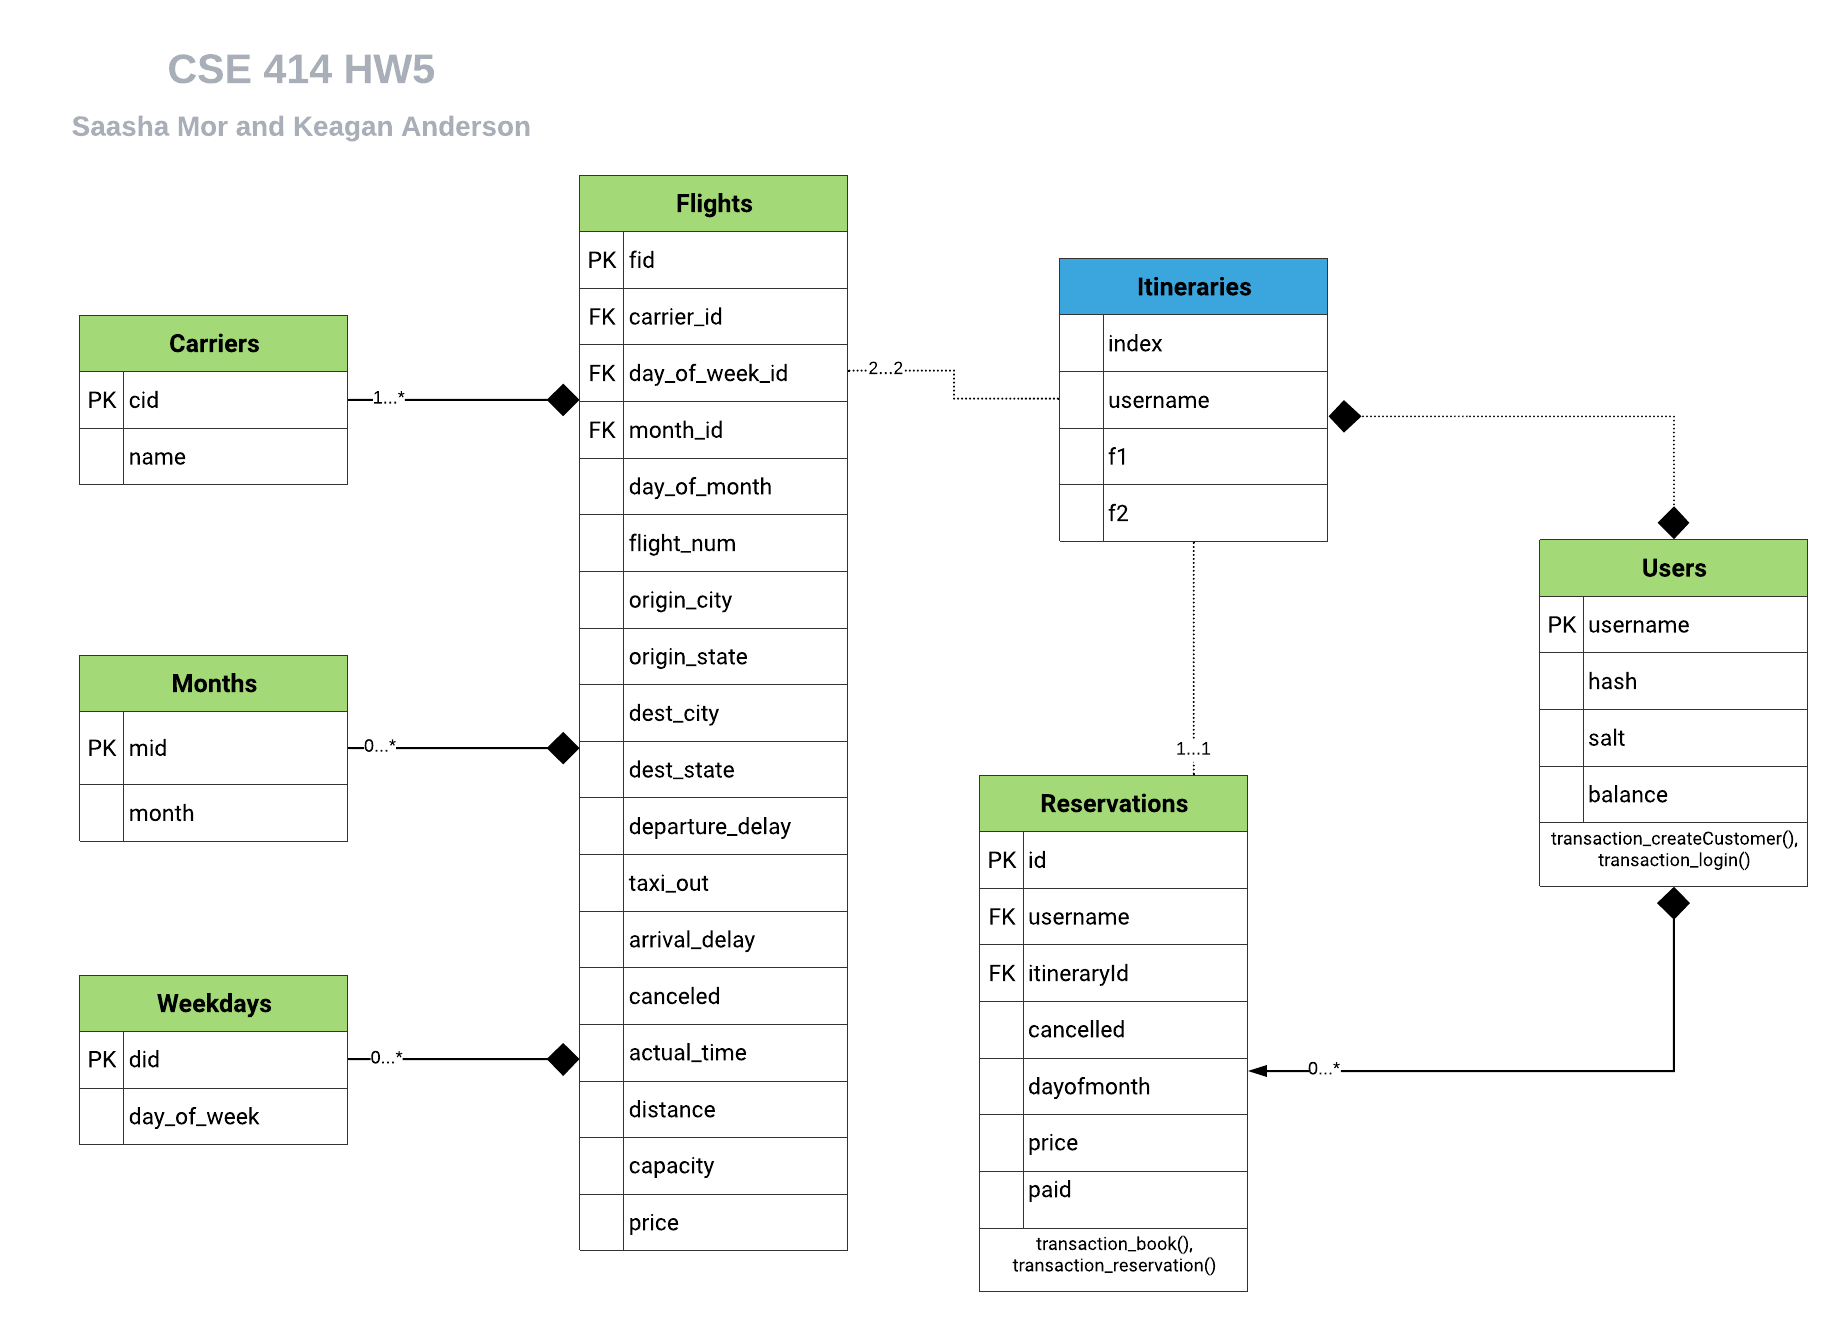 CSE 414 HW5
Saasha Mor and Keagan Anderson
Carriers
PK cid
name
1...*
Months
PK mid
month
0...*
Weekdays
PK did
day_of_week
0...*
Flights
PK fid
FK carrier_id
FK day_of_week_id
FK month_id
day_of_month
flight_num
origin_city
origin_state
dest_city
dest_state
departure_delay
taxi_out
arrival_delay
canceled
actual_time
distance
capacity
price
2...2
Itineraries
index
username
f1
f2
1...1
Reservations
PK id
FK username
FK itineraryId
cancelled
dayofmonth
price
paid
transaction_book(),
transaction_reservation()
0...*
Users
PK username
hash
salt
balance
transaction_createCustomer(),
transaction_login()